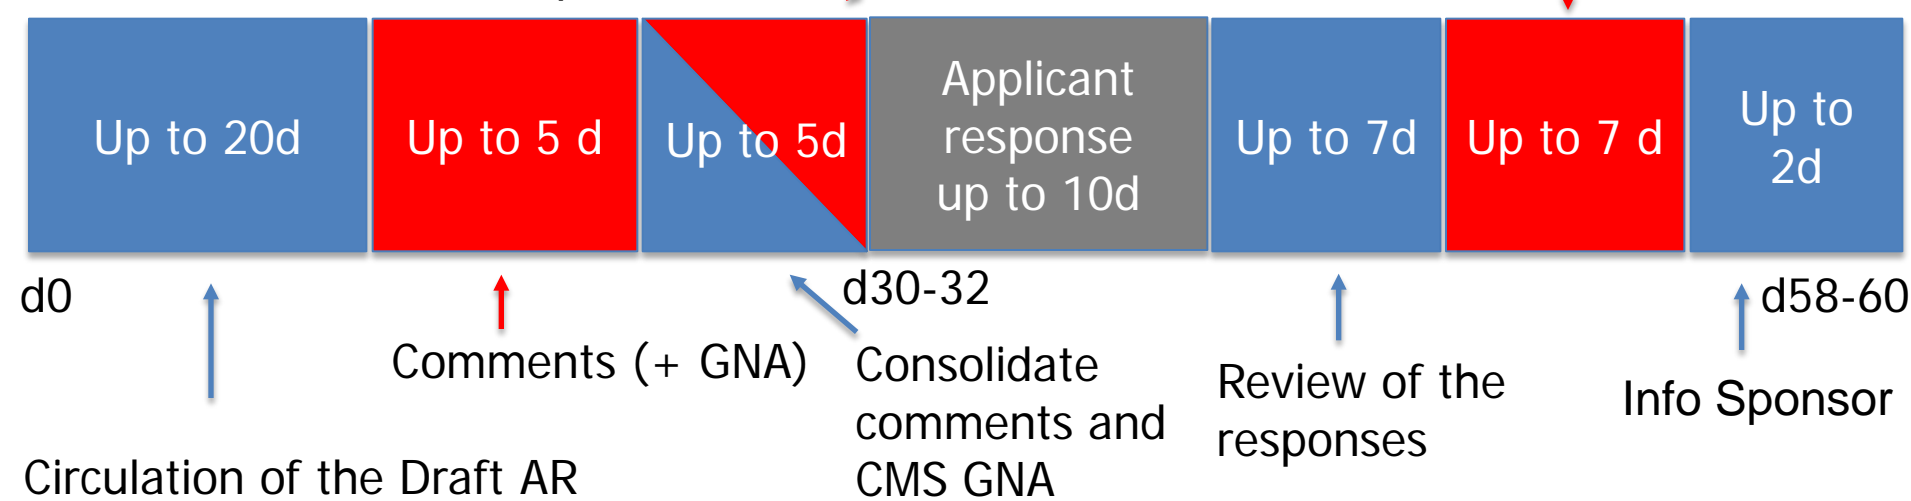 Up to 20d
Up to 5 d
Up to 5d
Applicant
response
up to 10d
Up to 7d
Up to 7 d
Up to
2d
d0
d30-32
d58-60
Comments (+ GNA)
Consolidate
comments and
CMS GNA
Review of the
responses
Info Sponsor
Circulation of the Draft AR